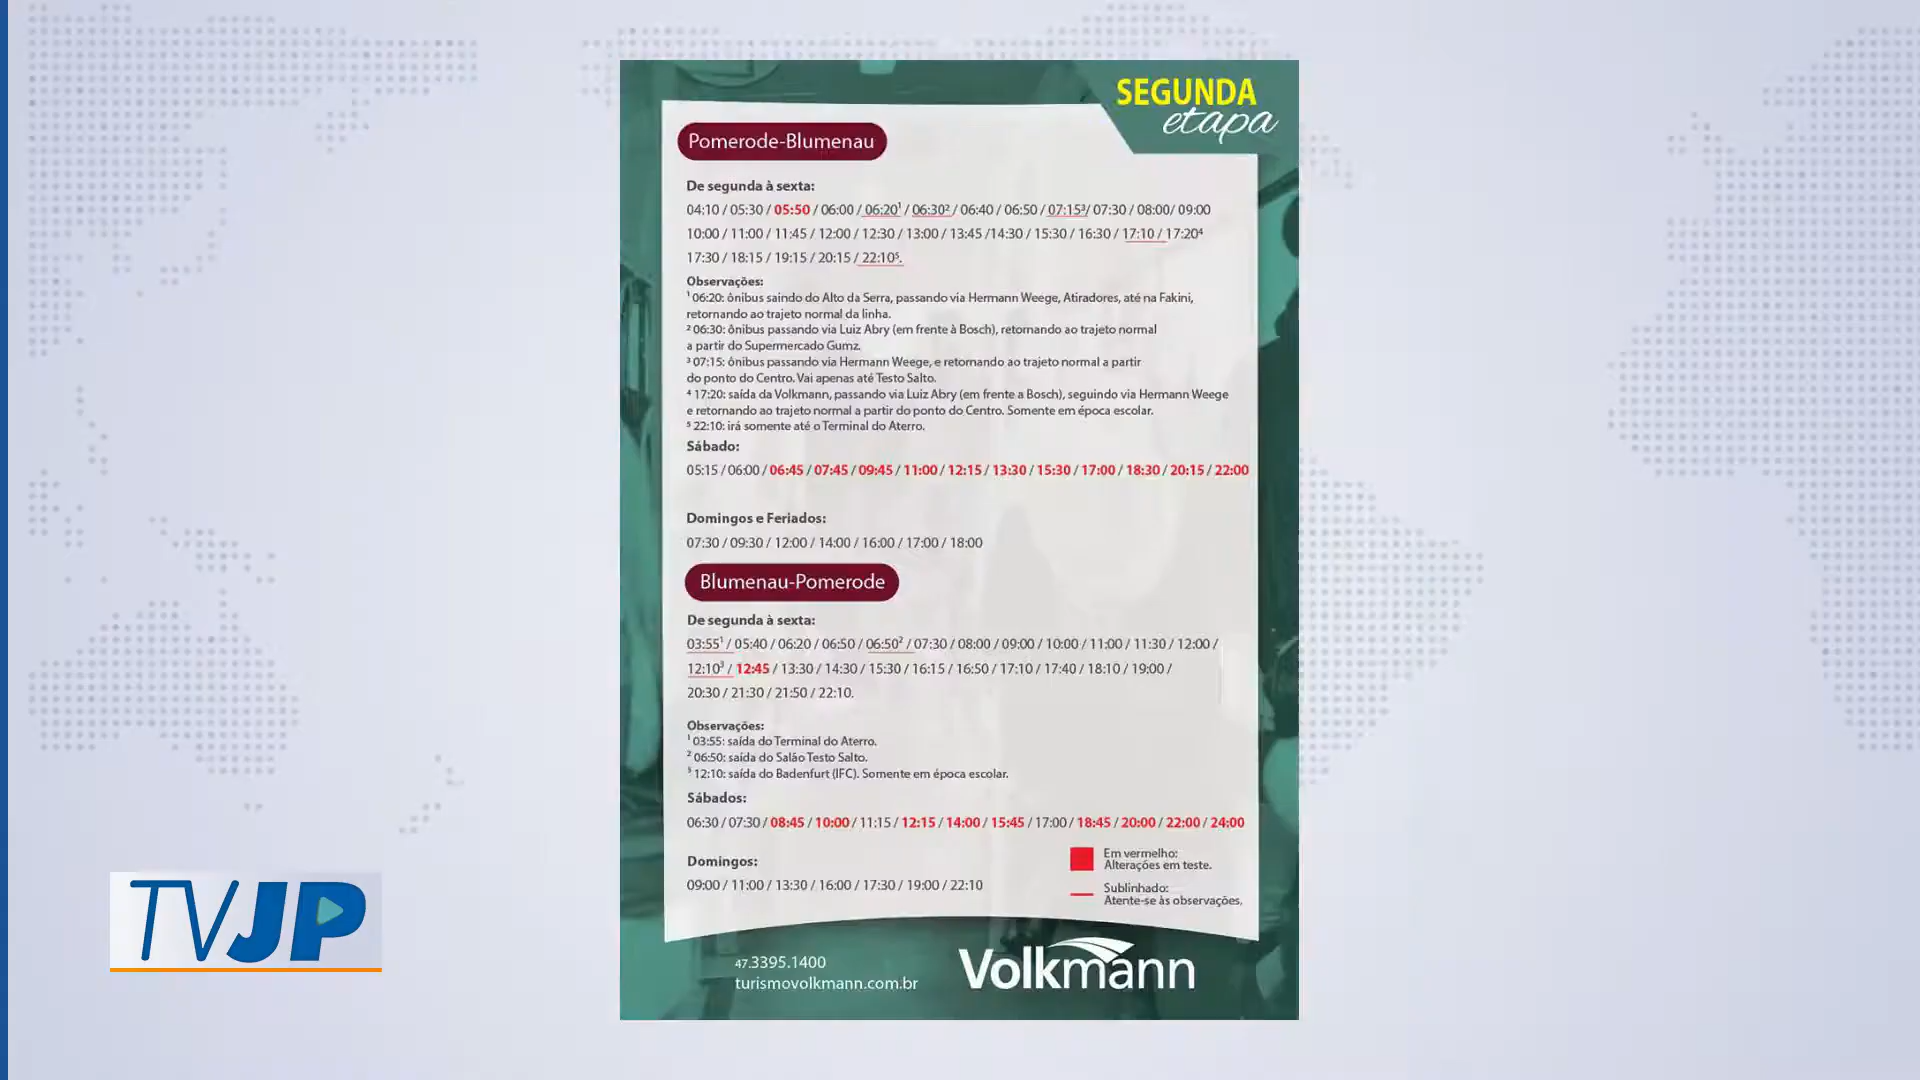 SEGUNDA
etapa
Pomerode-Blumenau
De segunda à sexta:
04:10 / 05:30 / 05:50 / 06:00 / 06:20¹ / 06:30² / 06:40 / 06:50 / 07:15³/ 07:30 / 08:00/ 09:00
10:00 / 11:00 / 11:45 / 12:00 / 12:30 / 13:00 / 13:45 /14:30 / 15:30 / 16:30 / 17:10 / 17:20⁴
17:30 / 18:15 / 19:15 / 20:15 / 22:10⁵.
Observações:
¹ 06:20: ônibus saindo do Alto da Serra, passando via Hermann Weege, Atiradores, até na Fakini,
retornando ao trajeto normal da linha.
² 06:30: ônibus passando via Luiz Abry (em frente à Bosch), retornando ao trajeto normal
a partir do Supermercado Gumz.
³ 07:15: ônibus passando via Hermann Weege, e retornando ao trajeto normal a partir
do ponto do Centro. Vai apenas até Testo Salto.
⁴ 17:20: saída da Volkmann, passando via Luiz Abry (em frente a Bosch), seguindo via Hermann Weege
e retornando ao trajeto normal a partir do ponto do Centro. Somente em época escolar.
⁵ 22:10: irá somente até o Terminal do Aterro.
Sábado:
05:15 / 06:00 / 06:45 / 07:45 / 09:45 / 11:00 / 12:15 / 13:30 / 15:30 / 17:00 / 18:30 / 20:15 / 22:00
Domingos e Feriados:
07:30 / 09:30 / 12:00 / 14:00 / 16:00 / 17:00 / 18:00
Blumenau-Pomerode
De segunda à sexta:
03:55¹ / 05:40 / 06:20 / 06:50 / 06:50² / 07:30 / 08:00 / 09:00 / 10:00 / 11:00 / 11:30 / 12:00 /
12:10³ / 12:45 / 13:30 / 14:30 / 15:30 / 16:15 / 16:50 / 17:10 / 17:40 / 18:10 / 19:00 /
20:30 / 21:30 / 21:50 / 22:10.
Observações:
¹ 03:55: saída do Terminal do Aterro.
² 06:50: saída do Salão Testo Salto.
³ 12:10: saída do Badenfurt (IFC). Somente em época escolar.
Sábados:
06:30 / 07:30 / 08:45 / 10:00 / 11:15 / 12:15 / 14:00 / 15:45 / 17:00 / 18:45 / 20:00 / 22:00 / 24:00
Domingos:
09:00 / 11:00 / 13:30 / 16:00 / 17:30 / 19:00 / 22:10
Em vermelho:
Alterações em teste.
Sublinhado:
Atente-se às observações.
47.3395.1400
turismovolkmann.com.br
Volkmann
TVJP